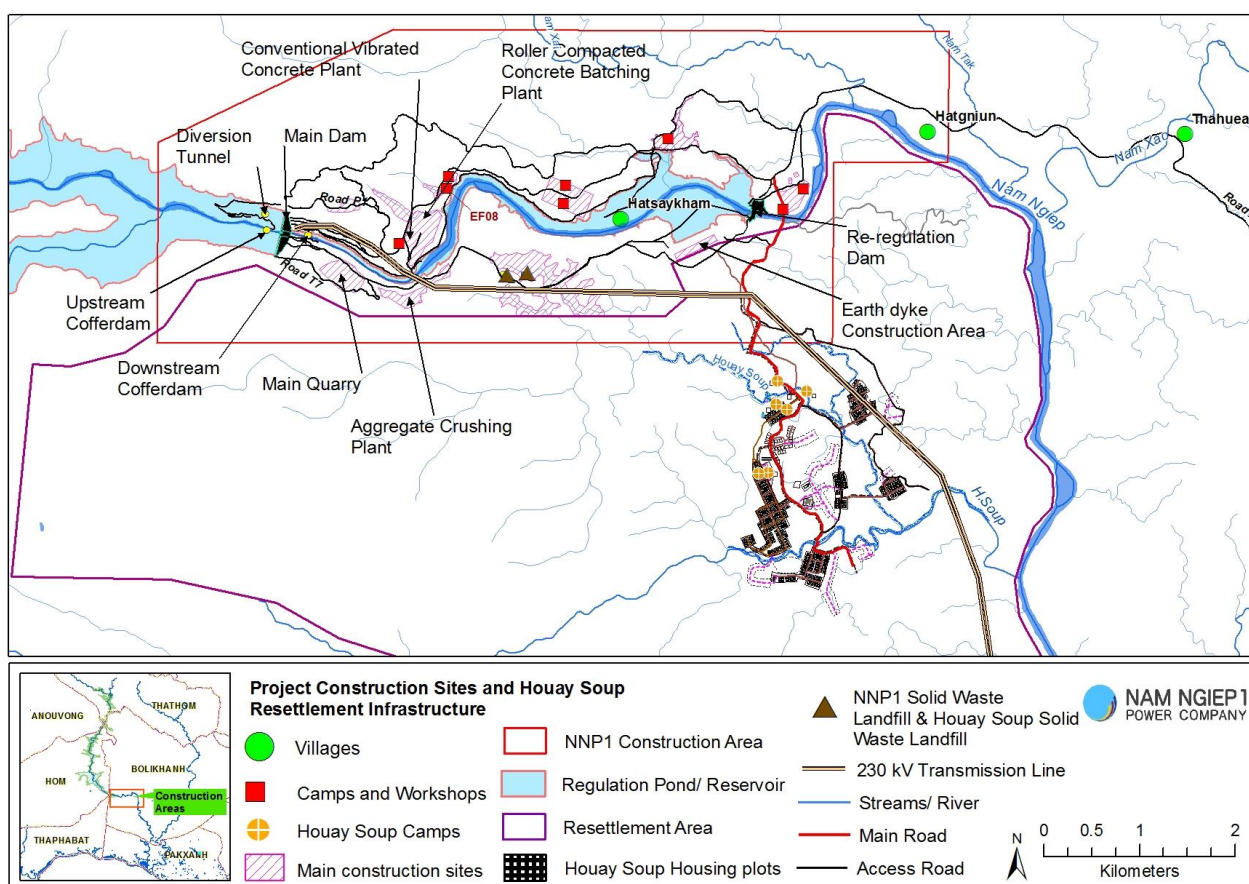 Conventional Vibrated
Concrete Plant
Roller Compacted
Concrete Batching
Plant
am Xao
Nam Tak
Diversion
Tunnel
Main Dam
Hatgniun
Thahuea
Nam Xao
Road P1
EF08
Hatsaykham
Nam Ngiep
Road
Re-regulation
Dam
Road T7
Upstream
Cofferdam
Earth dyke
Construction Area
Downstream
Cofferdam
Main Quarry
Houay Soup
Aggregate Crushing
Plant
H.Soup
ANOUVONG
THATHOM
HOM
BOLIKHANH
Construction
Areas
THAPHABAT
PAKXANH
Project Construction Sites and Houay Soup
Resettlement Infrastructure
Villages
Camps and Workshops
Houay Soup Camps
Main construction sites
NNP1 Construction Area
Regulation Pond/ Reservoir
Resettlement Area
Houay Soup Housing plots
NNP1 Solid Waste
Landfill & Houay Soup Solid
Waste Landfill
230 kV Transmission Line
Streams/ River
Main Road
Access Road
NAM NGIEP1
POWER COMPANY
N
0 0.5 1 2
Kilometers